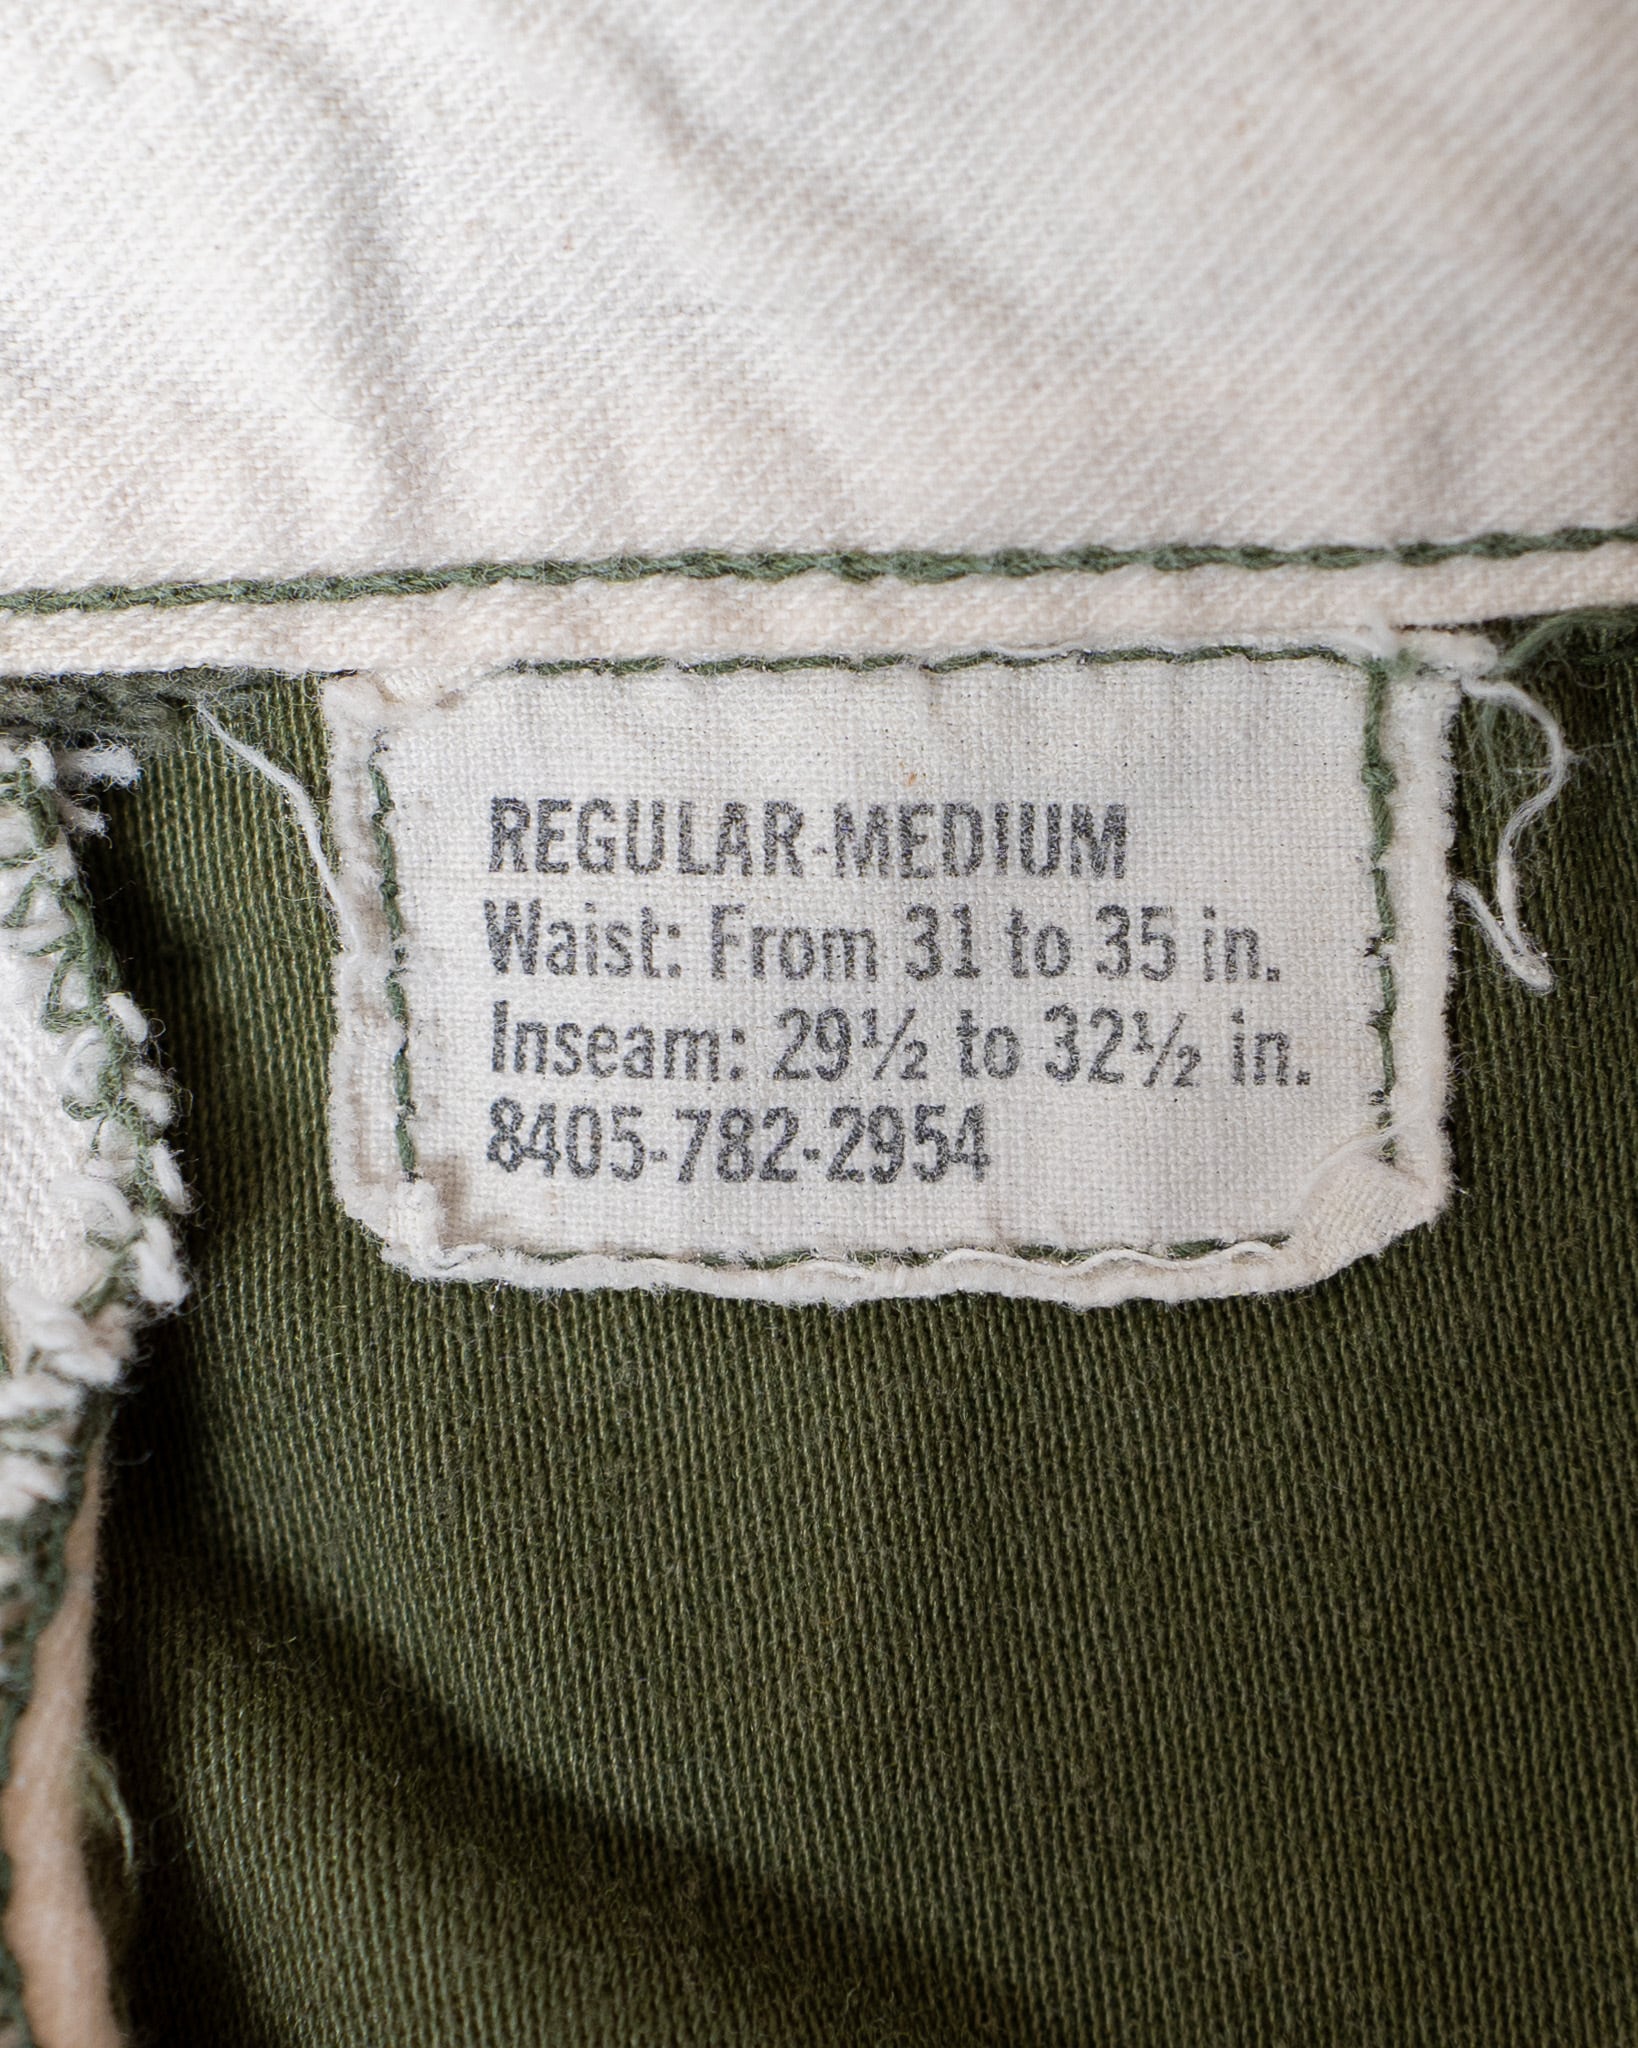 REGULAR-MEDIUM
Waist: From 31 to 35 in.
Inseam: 29½ to 32½ in.
8405-782-2954